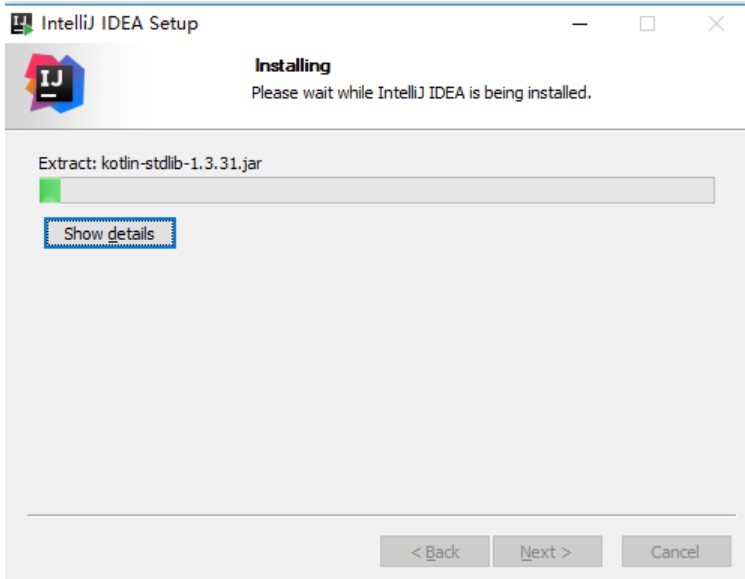 IntelliJ IDEA Setup
IJ
Installing
Please wait while IntelliJ IDEA is being installed.
Extract: kotlin-stdlib-1.3.31.jar
Show details
< Back Next > Cancel